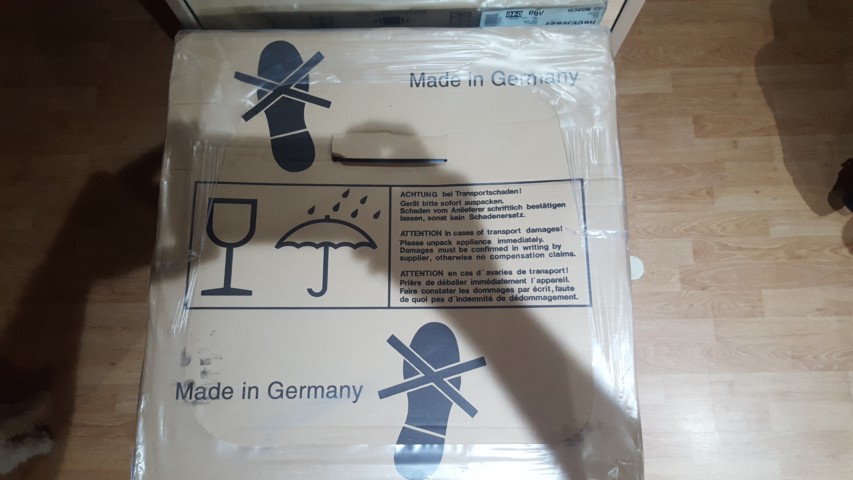 Made in Germany
ACHTUNG bei Transportschaden!
Gerät bitte sofort auspacken.
Schaden vom Anlieferer schriftlich bestätigen
lassen, sonst kein Schadenersatz.
ATTENTION in cases of transport damages!
Please unpack appliance immediately.
Damages must be confirmed in writing by
supplier, otherwise no compensation claims.
ATTENTION en cas d'avaries de transport!
Prière de déballer immédiatement l'appareil.
Faire constater les dommages par écrit, faute
de quoi pas d'indemnité de dédommagement.
Made in Germany